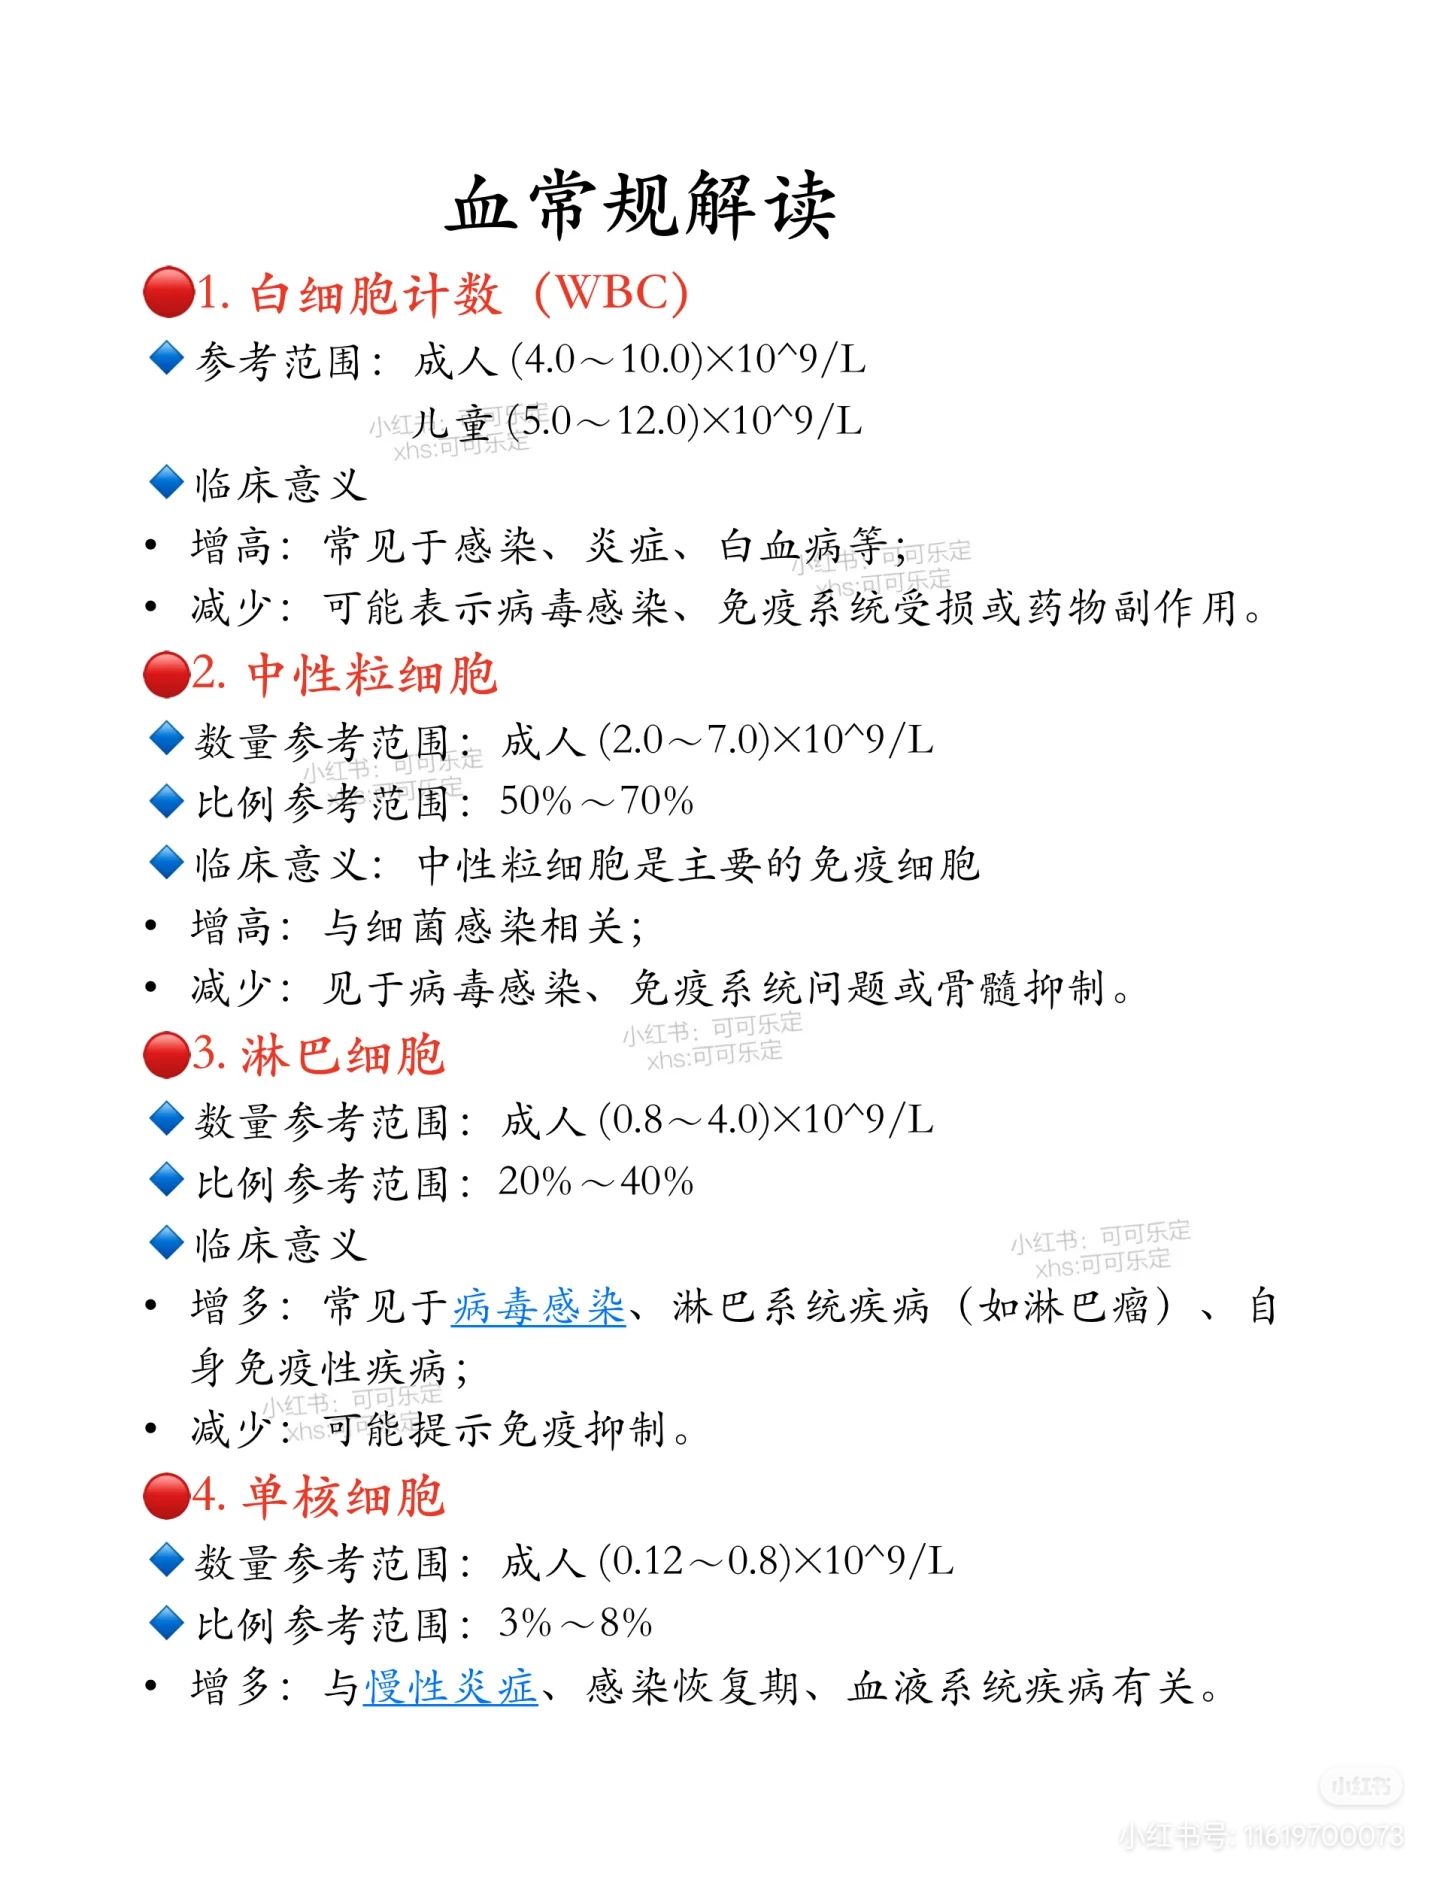 血常规解读
1. 白细胞计数（WBC）
参考范围：成人(4.0～10.0)×10^9/L
儿童(5.0～12.0)×10^9/L
小红书：可可乐定
xhs:可可乐定
临床意义
• 增高：常见于感染、炎症、白血病等；
小红书：可可乐定
xhs:可可乐定
• 减少：可能表示病毒感染、免疫系统受损或药物副作用。
2. 中性粒细胞
数量参考范围：成人(2.0～7.0)×10^9/L
小红书：可可乐定
xhs:可可乐定
比例参考范围：50%～70%
临床意义：中性粒细胞是主要的免疫细胞
• 增高：与细菌感染相关；
• 减少：见于病毒感染、免疫系统问题或骨髓抑制。
小红书：可可乐定
xhs:可可乐定
3. 淋巴细胞
数量参考范围：成人(0.8～4.0)×10^9/L
比例参考范围：20%～40%
临床意义
小红书：可可乐定
xhs:可可乐定
• 增多：常见于病毒感染、淋巴系统疾病（如淋巴瘤）、自
身免疫性疾病；
小红书：可可乐定
xhs:可可乐定
• 减少：可能提示免疫抑制。
4. 单核细胞
数量参考范围：成人(0.12～0.8)×10^9/L
比例参考范围：3%～8%
• 增多：与慢性炎症、感染恢复期、血液系统疾病有关。
小红书
小红书号: 11619700073